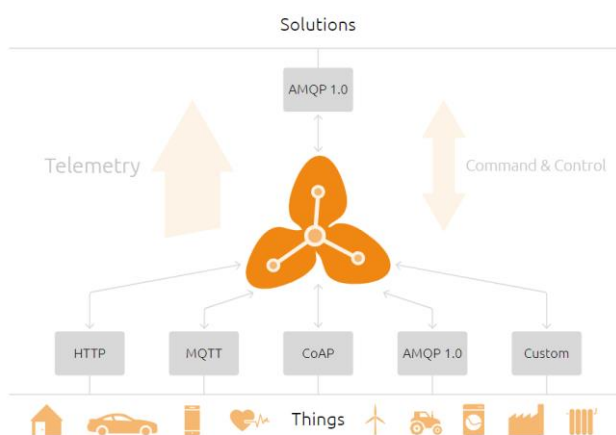 Solutions
AMQP 1.0
Telemetry
Command & Control
HTTP
MQTT
CoAP
AMQP 1.0
Custom
Things